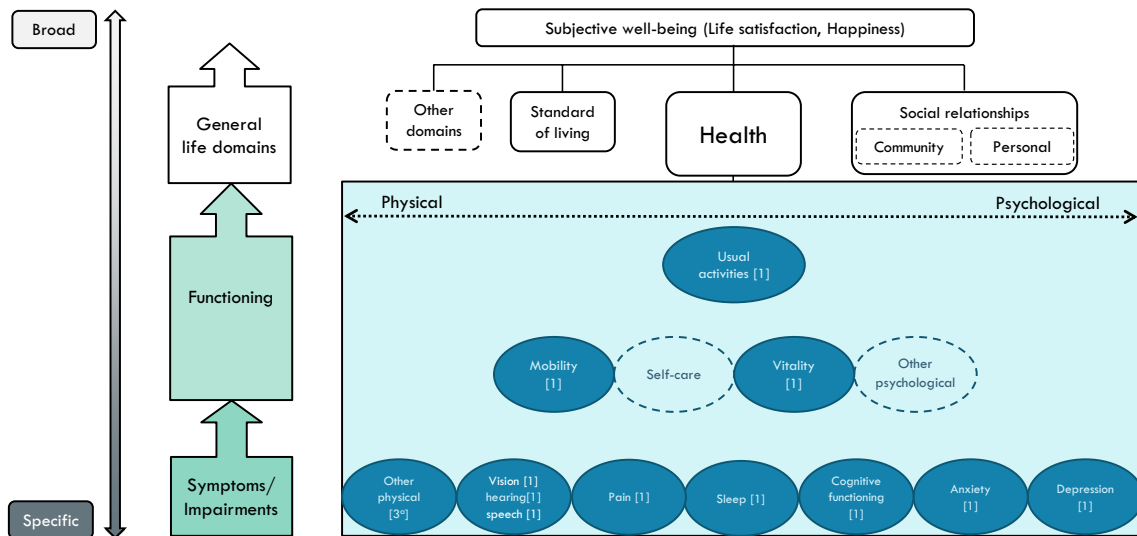 Broad
Subjective well-being (Life satisfaction, Happiness)
Other
domains
Standard
of living
Health
Social relationships
Community
Personal
General
life domains
Physical
Psychological
Usual
activities [1]
Functioning
Mobility
[1]
Self-care
Vitality
[1]
Other
psychological
Symptoms/
Impairments
Other
physical
[3ᵅ]
Vision [1]
hearing[1]
speech [1]
Pain [1]
Sleep [1]
Cognitive
functioning
[1]
Anxiety
[1]
Depression
[1]
Specific